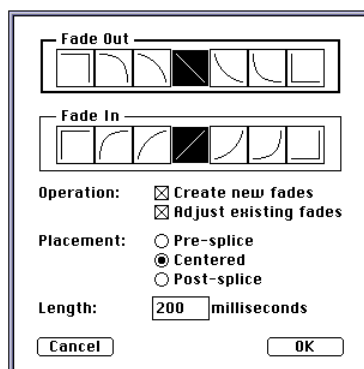 Fade Out
Fade In
Operation: Create new fades
Adjust existing fades
Placement: Pre-splice
Centered
Post-splice
Length: 200 milliseconds
Cancel OK